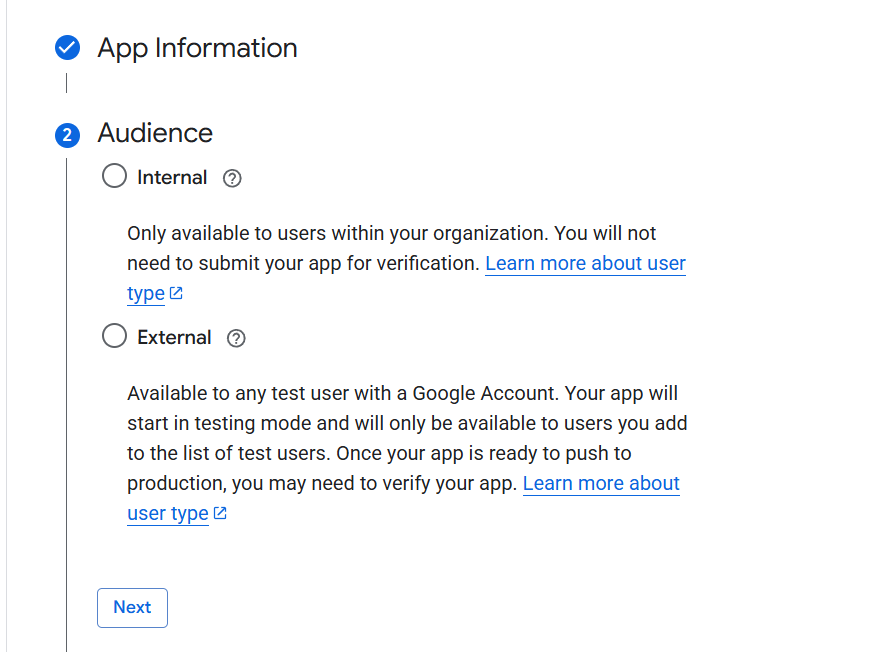 App Information
2 Audience
Internal ?
Only available to users within your organization. You will not
need to submit your app for verification. Learn more about user
type
External ?
Available to any test user with a Google Account. Your app will
start in testing mode and will only be available to users you add
to the list of test users. Once your app is ready to push to
production, you may need to verify your app. Learn more about
user type
Next